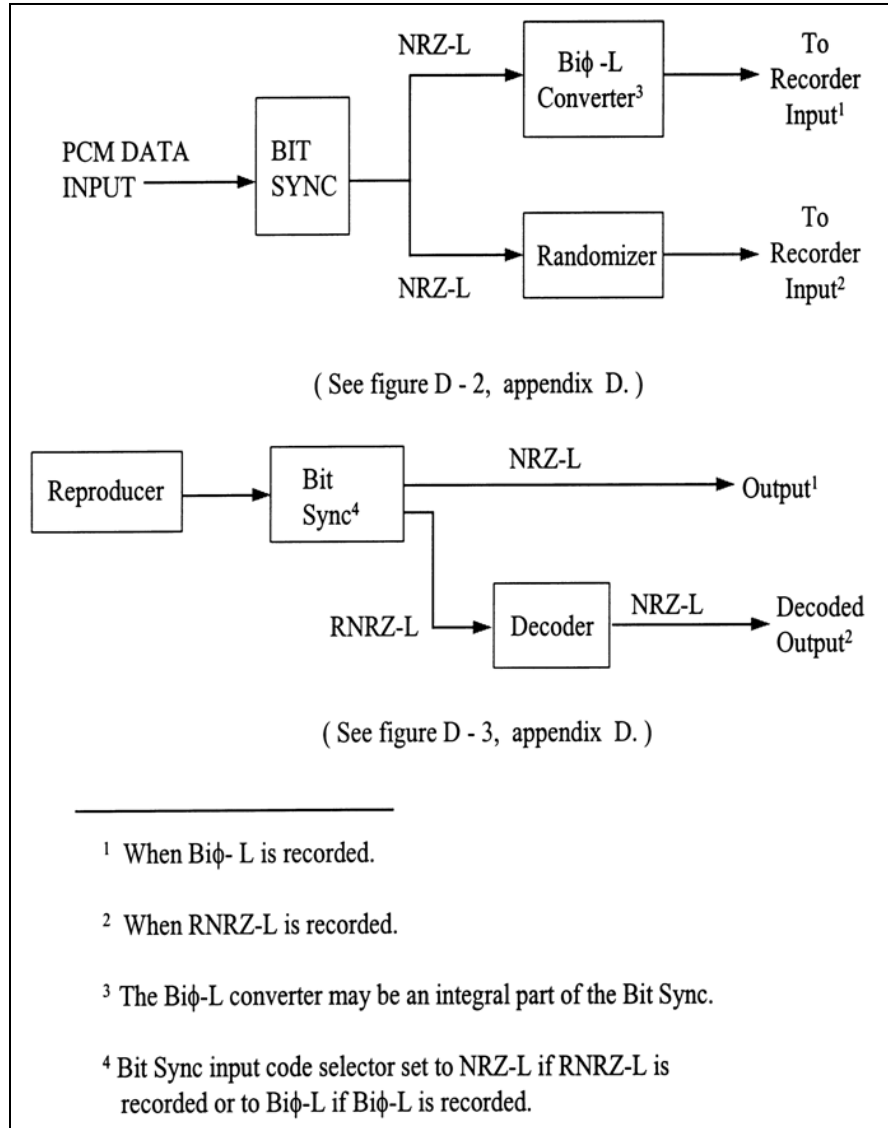 NRZ-L
Biϕ -L
Converter³
To
Recorder
Input¹
PCM DATA
INPUT
BIT
SYNC
NRZ-L
Randomizer
To
Recorder
Input²
( See figure D - 2, appendix D. )
Reproducer
Bit
Sync⁴
NRZ-L
Output¹
RNRZ-L
Decoder
NRZ-L
Decoded
Output²
( See figure D - 3, appendix D. )
¹ When Biϕ- L is recorded.
² When RNRZ-L is recorded.
³ The Biϕ-L converter may be an integral part of the Bit Sync.
⁴ Bit Sync input code selector set to NRZ-L if RNRZ-L is
recorded or to Biϕ-L if Biϕ-L is recorded.